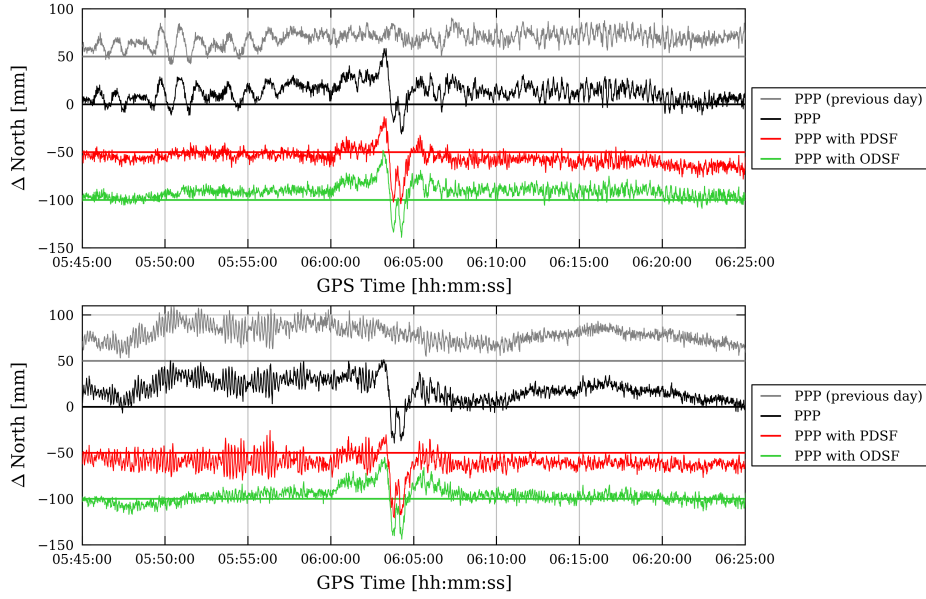 100
50
0
−50
−100
−150
Δ North [mm]
05:45:00 05:50:00 05:55:00 06:00:00 06:05:00 06:10:00 06:15:00 06:20:00 06:25:00
GPS Time [hh:mm:ss]
PPP (previous day)
PPP
PPP with PDSF
PPP with ODSF
100
50
0
−50
−100
−150
Δ North [mm]
05:45:00 05:50:00 05:55:00 06:00:00 06:05:00 06:10:00 06:15:00 06:20:00 06:25:00
GPS Time [hh:mm:ss]
PPP (previous day)
PPP
PPP with PDSF
PPP with ODSF